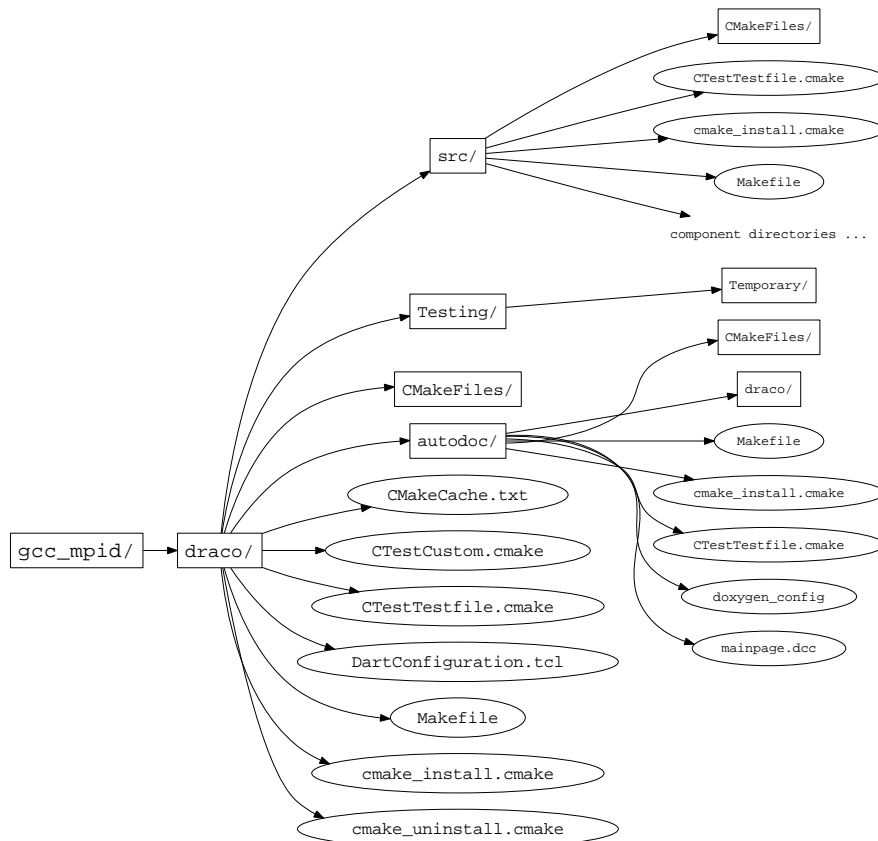 CMakeFiles/
CTestTestfile.cmake
cmake_install.cmake
src/
Makefile
component directories ...
Temporary/
Testing/
CMakeFiles/
CMakeFiles/
draco/
autodoc/
Makefile
CMakeCache.txt
cmake_install.cmake
gcc_mpid/
draco/
CTestCustom.cmake
CTestTestfile.cmake
doxygen_config
CTestTestfile.cmake
mainpage.dcc
DartConfiguration.tcl
Makefile
cmake_install.cmake
cmake_uninstall.cmake